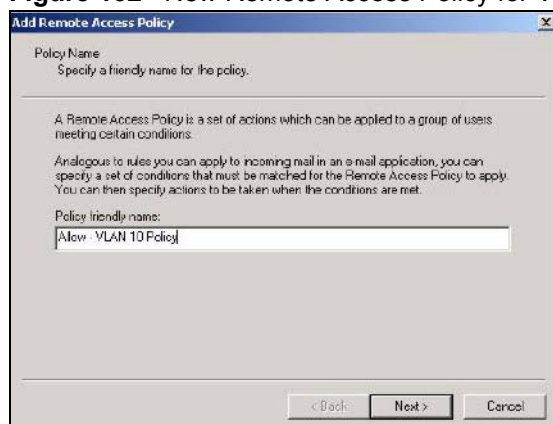 Add Remote Access Policy
Policy Name
Specify a friendly name for the policy.
A Remote Access Policy is a set of actions which can be applied to a group of users
meeting certain conditions.
Analogous to rules you can apply to incoming mail in an e-mail application, you can
specify a set of conditions that must be matched for the Remote Access Policy to apply.
You can then specify actions to be taken when the conditions are met.
Policy friendly name:
Allow - VLAN 10 Policy
< Back
Next >
Cancel